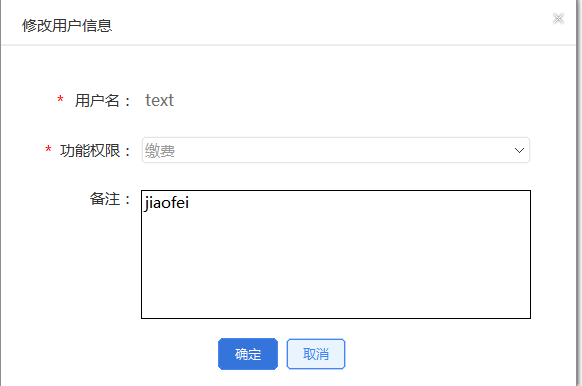 修改用户信息
* 用户名： text
* 功能权限： 缴费
备注： jiaofei
确定 取消